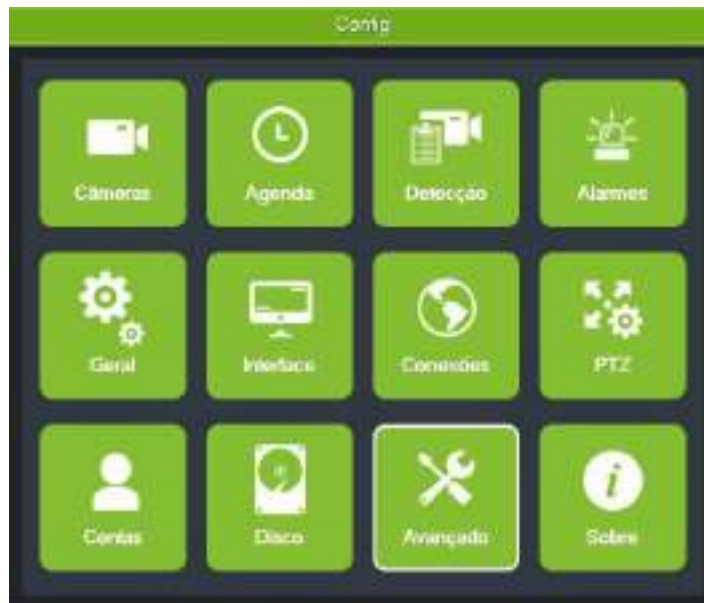 Config
Câmeras Agenda Detecção Alarmes
Geral Interface Conexões PTZ
Contas Disco Avançado Sobre